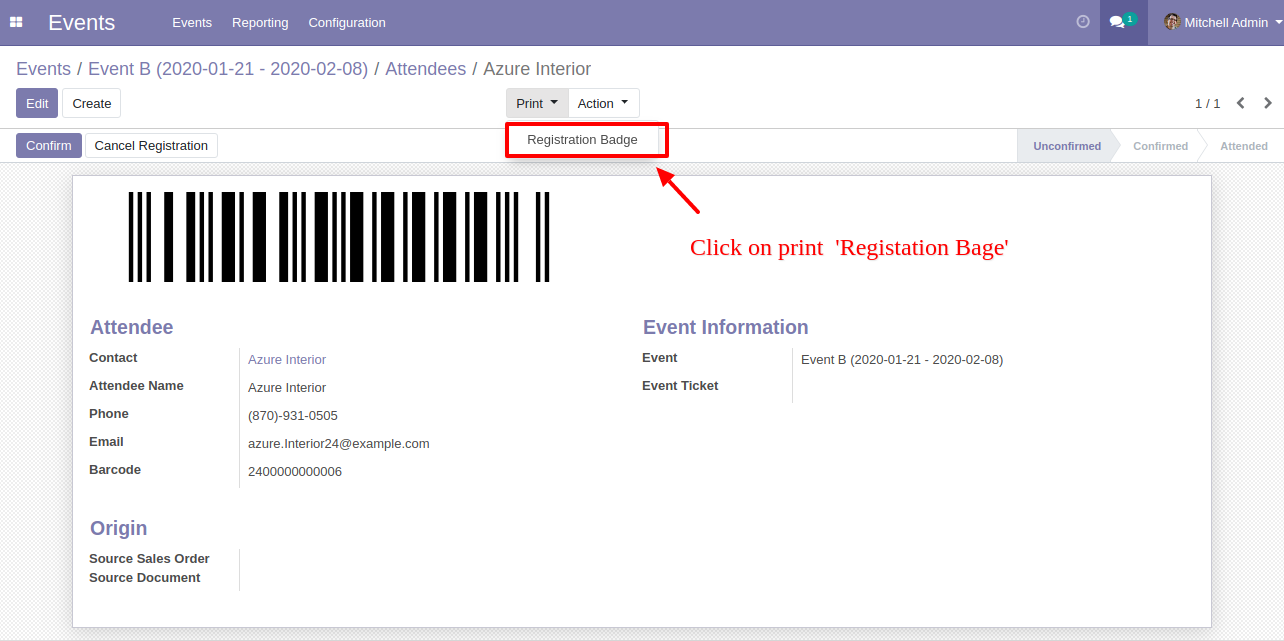 Events Events Reporting Configuration 1 Mitchell Admin
Events / Event B (2020-01-21 - 2020-02-08) / Attendees / Azure Interior
Edit Create Print Action 1 / 1
Confirm Cancel Registration Registration Badge Unconfirmed Confirmed Attended
Click on print 'Registation Bage'
Attendee Event Information
Contact Azure Interior Event Event B (2020-01-21 - 2020-02-08)
Attendee Name Azure Interior Event Ticket
Phone (870)-931-0505
Email azure.Interior24@example.com
Barcode 2400000000006
Origin
Source Sales Order
Source Document